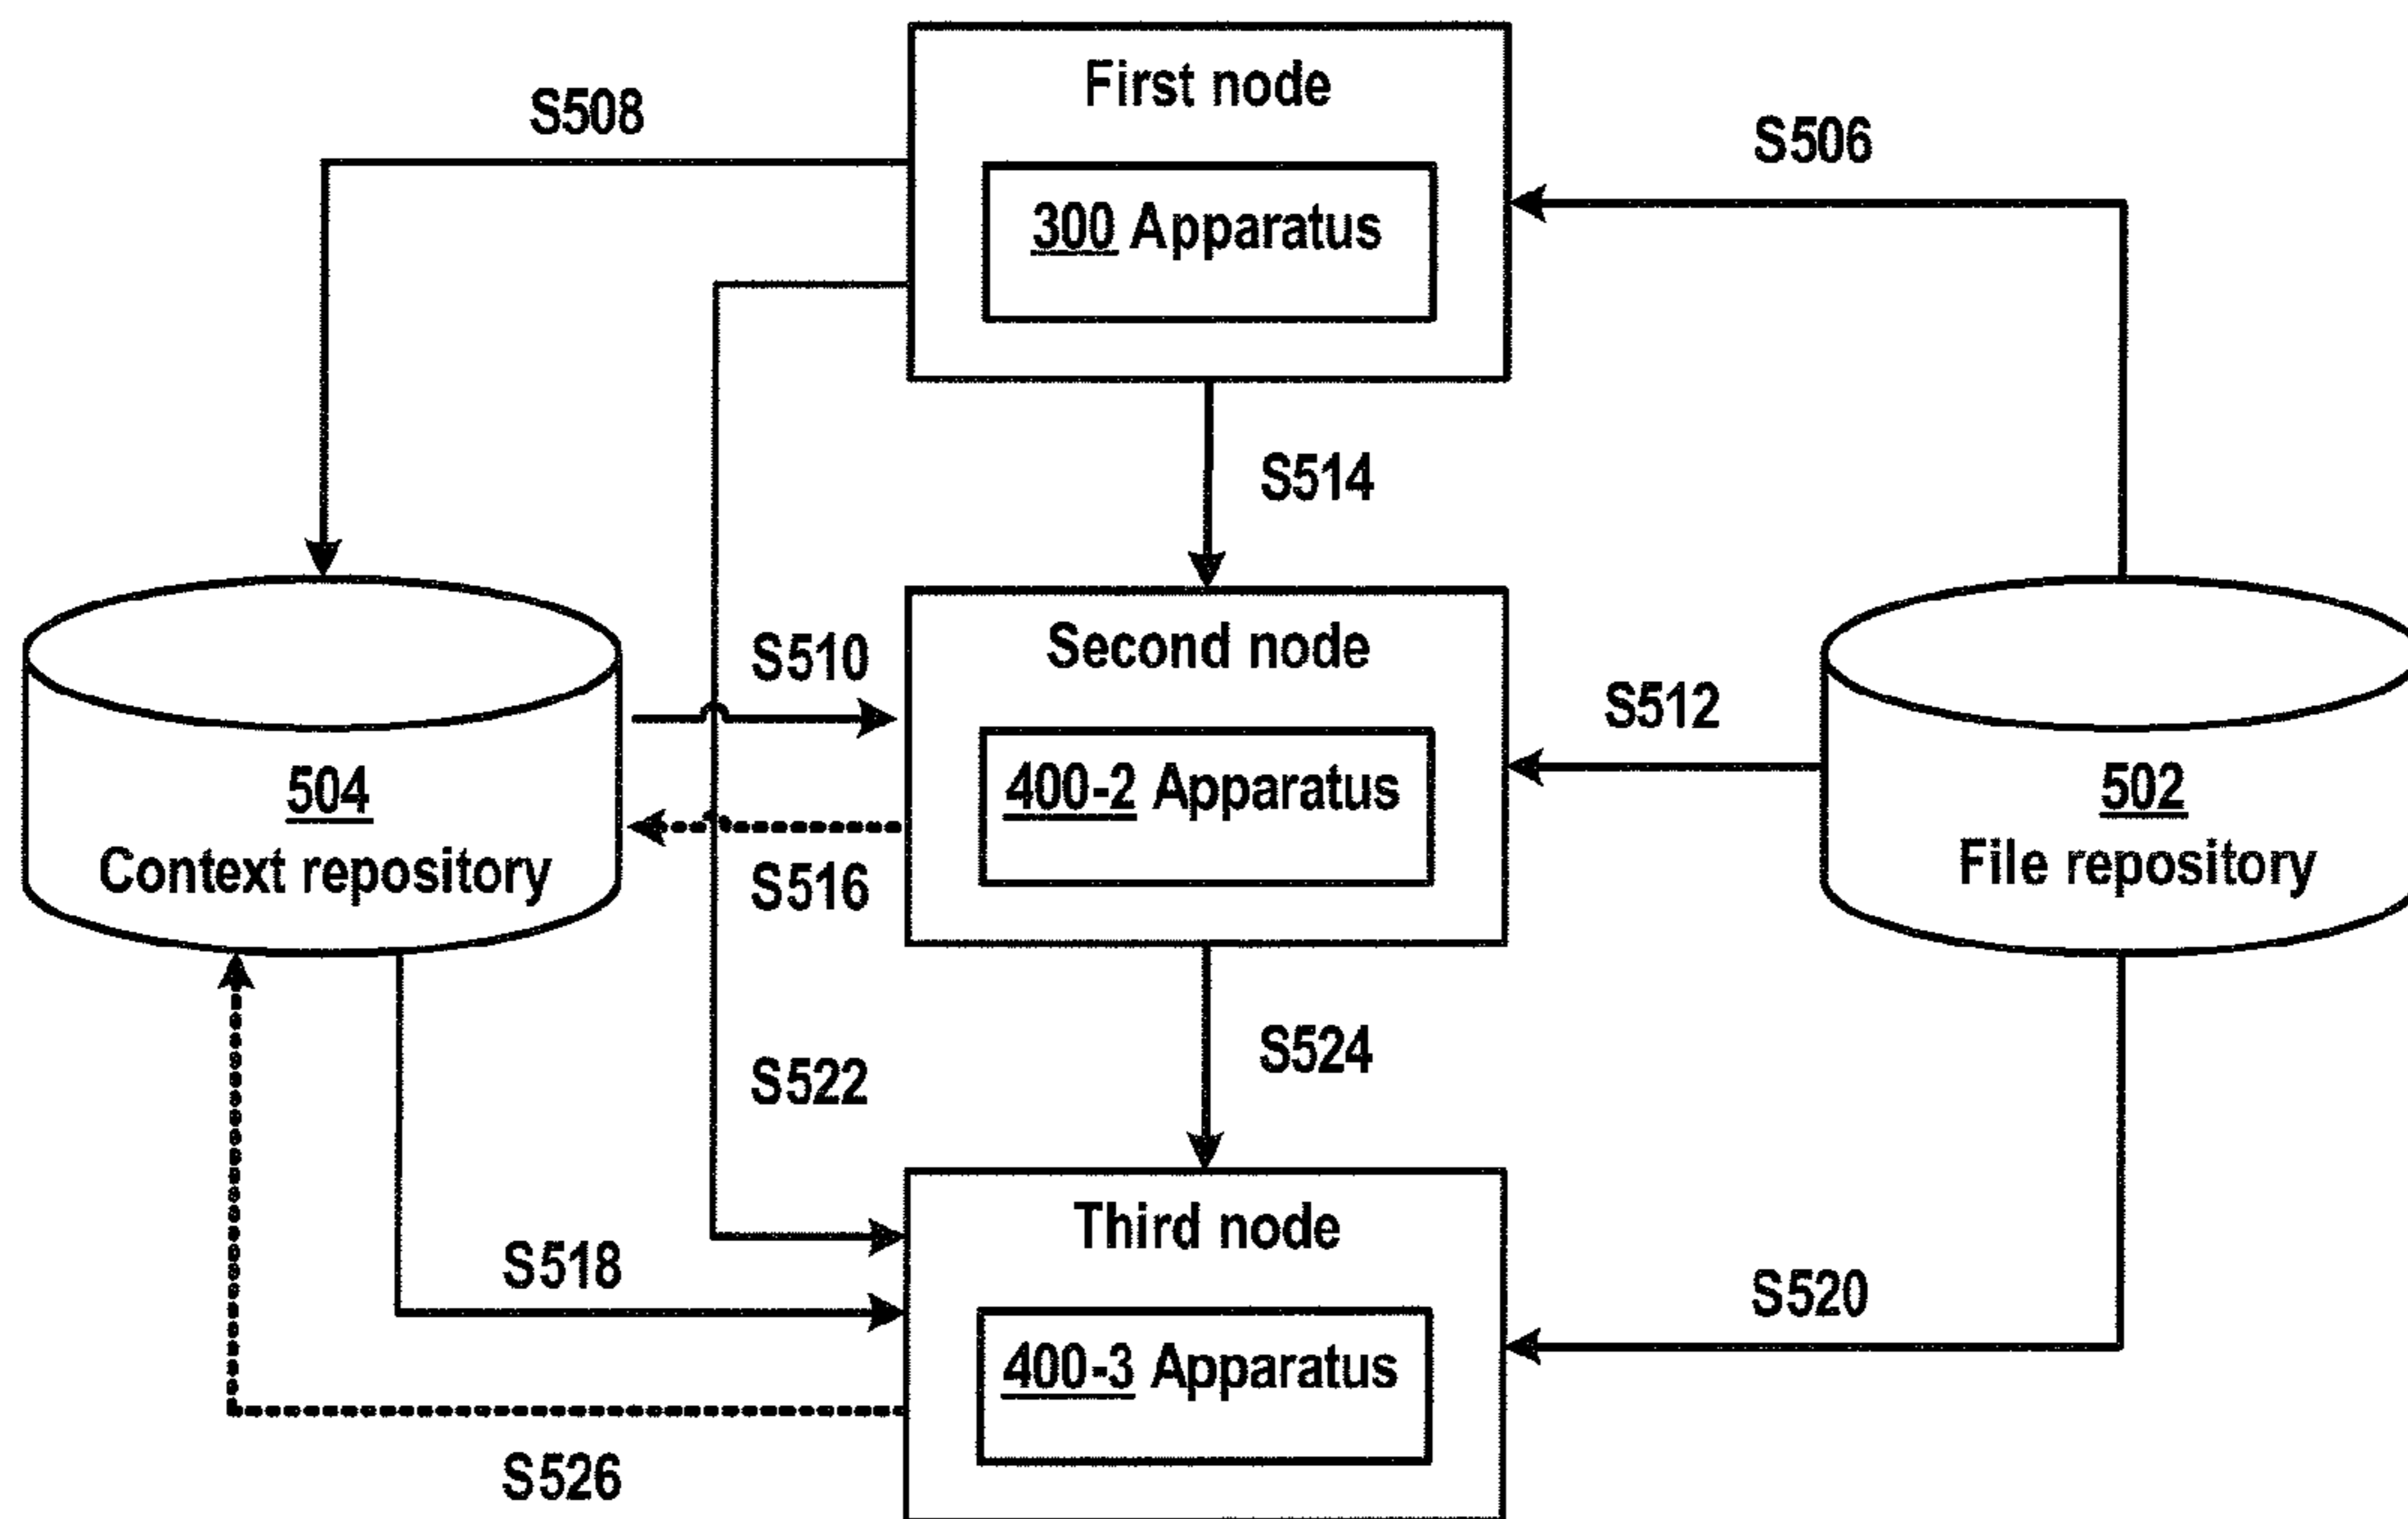 First node
S508
S506
300 Apparatus
S514
Second node
S510
S512
400-2 Apparatus
504
Context repository
502
File repository
S516
S524
S522
Third node
S518
S520
400-3 Apparatus
S526